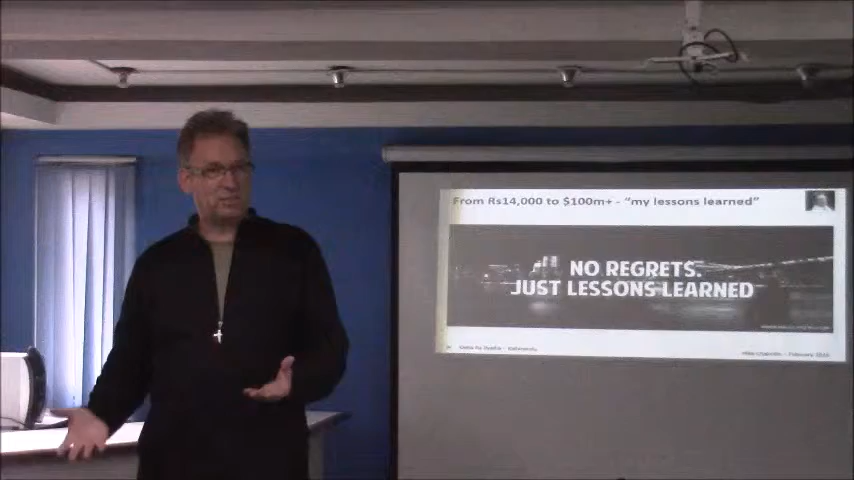 From Rs14,000 to $100m+ - "my lessons learned"
NO REGRETS.
JUST LESSONS LEARNED